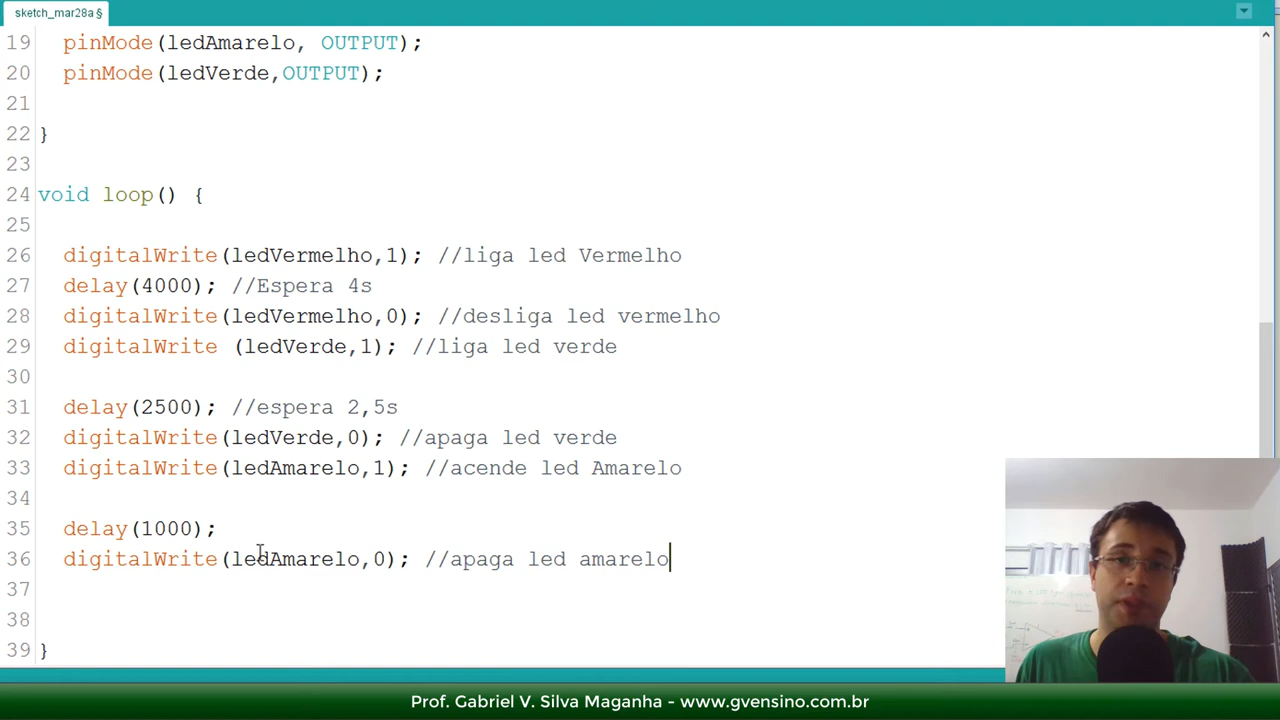 sketch_mar28a §
19 pinMode(ledAmarelo, OUTPUT);
20 pinMode(ledVerde,OUTPUT);
21
22 }
23
24 void loop() {
25
26 digitalWrite(ledVermelho,1); //liga led Vermelho
27 delay(4000); //Espera 4s
28 digitalWrite(ledVermelho,0); //desliga led vermelho
29 digitalWrite (ledVerde,1); //liga led verde
30
31 delay(2500); //espera 2,5s
32 digitalWrite(ledVerde,0); //apaga led verde
33 digitalWrite(ledAmarelo,1); //acende led Amarelo
34
35 delay(1000);
36 digitalWrite(ledAmarelo,0); //apaga led amarelo
37
38
39 }
Prof. Gabriel V. Silva Maganha - www.gvensino.com.br